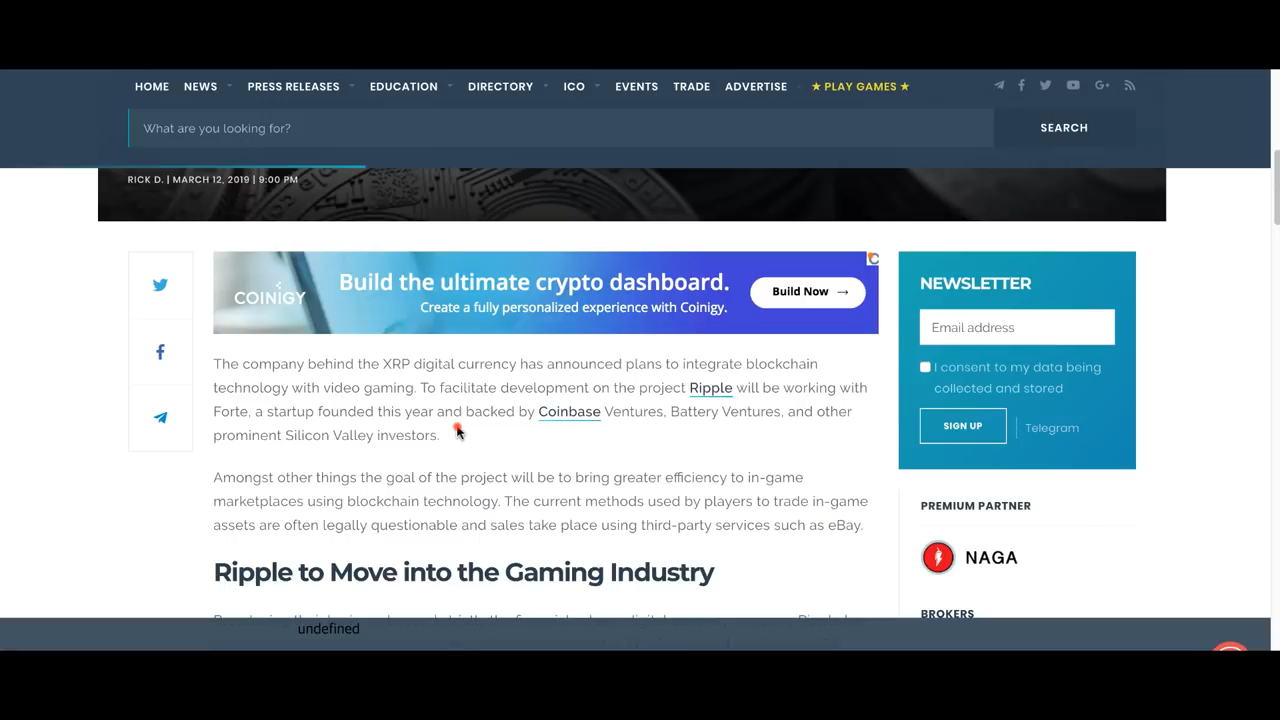 HOME NEWS PRESS RELEASES EDUCATION DIRECTORY ICO EVENTS TRADE ADVERTISE ★ PLAY GAMES ★
What are you looking for? SEARCH
RICK D. | MARCH 12, 2019 | 9:00 PM
COINIGY
Build the ultimate crypto dashboard.
Create a fully personalized experience with Coinigy.
Build Now →
The company behind the XRP digital currency has announced plans to integrate blockchain
technology with video gaming. To facilitate development on the project Ripple will be working with
Forte, a startup founded this year and backed by Coinbase Ventures, Battery Ventures, and other
prominent Silicon Valley investors.
Amongst other things the goal of the project will be to bring greater efficiency to in-game
marketplaces using blockchain technology. The current methods used by players to trade in-game
assets are often legally questionable and sales take place using third-party services such as eBay.
Ripple to Move into the Gaming Industry
undefined
NEWSLETTER
Email address
I consent to my data being
collected and stored
SIGN UP Telegram
PREMIUM PARTNER
NAGA
BROKERS